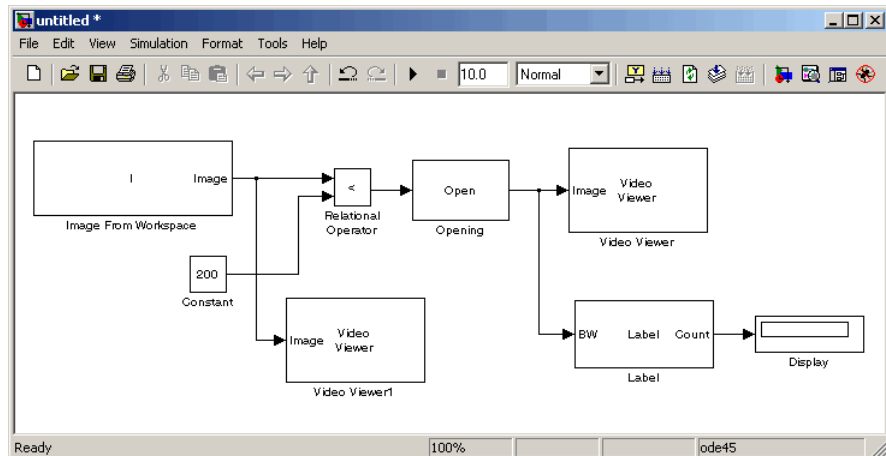 untitled *
File Edit View Simulation Format Tools Help
10.0 Normal
I Image
Image From Workspace
<
Relational
Operator
Open
Opening
Image Video
Viewer
Video Viewer
200
Constant
Image Video
Viewer
Video Viewer1
BW Label Count
Label
Display
Ready 100% ode45